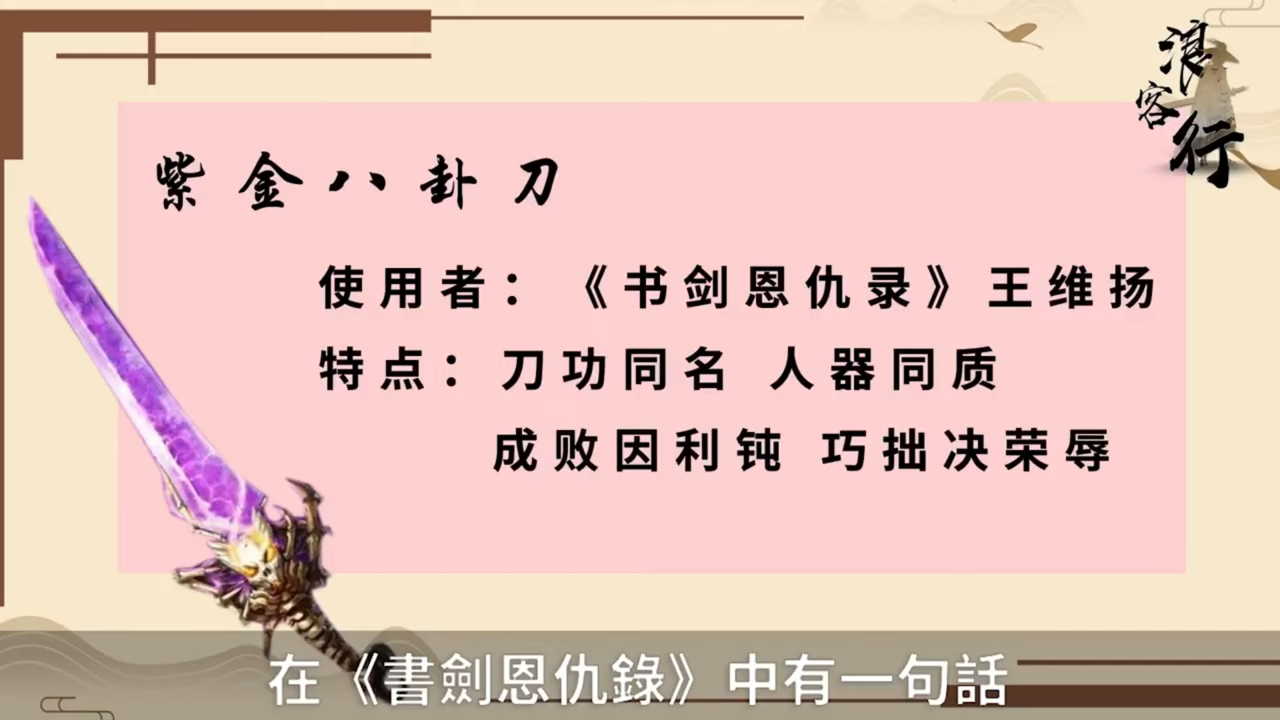 浪客行
紫金八卦刀
使用者：《书剑恩仇录》王维扬
特点：刀功同名 人器同质
成败因利钝 巧拙决荣辱
在《書劍恩仇錄》中有一句話